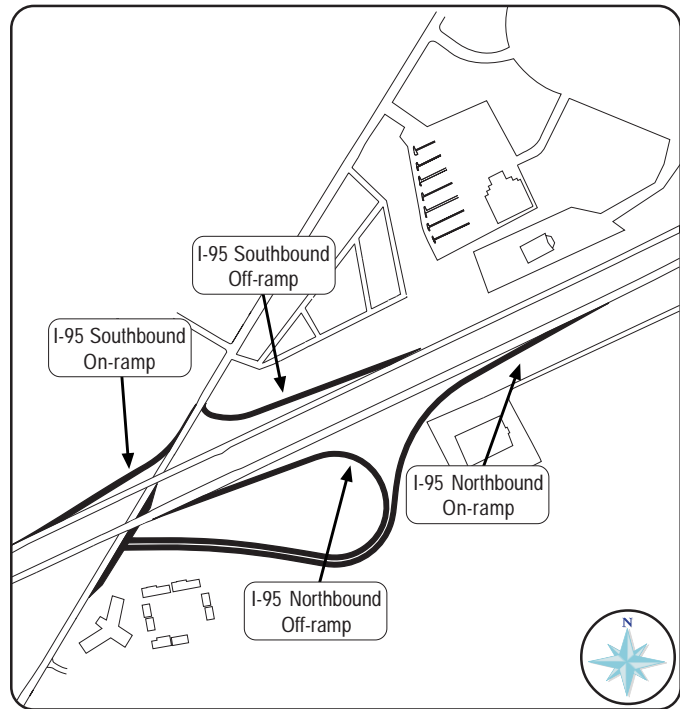 I-95 Southbound
Off-ramp
I-95 Southbound
On-ramp
I-95 Northbound
On-ramp
I-95 Northbound
Off-ramp
N